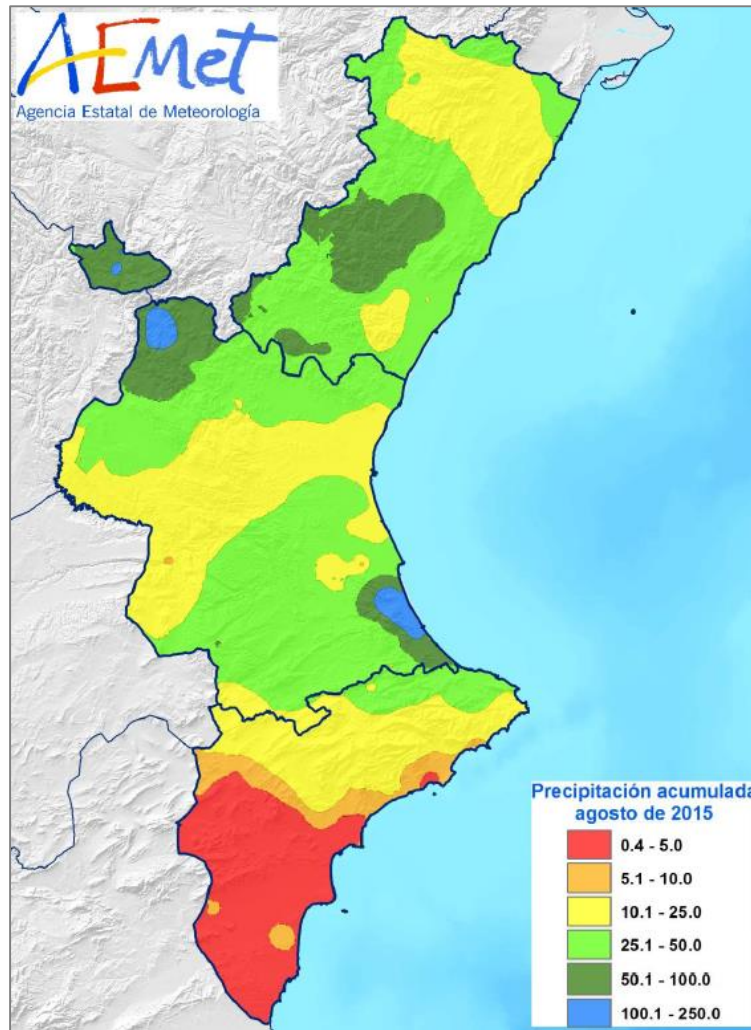 AEMet
Agencia Estatal de Meteorología
Precipitación acumulada
agosto de 2015
0.4 - 5.0
5.1 - 10.0
10.1 - 25.0
25.1 - 50.0
50.1 - 100.0
100.1 - 250.0